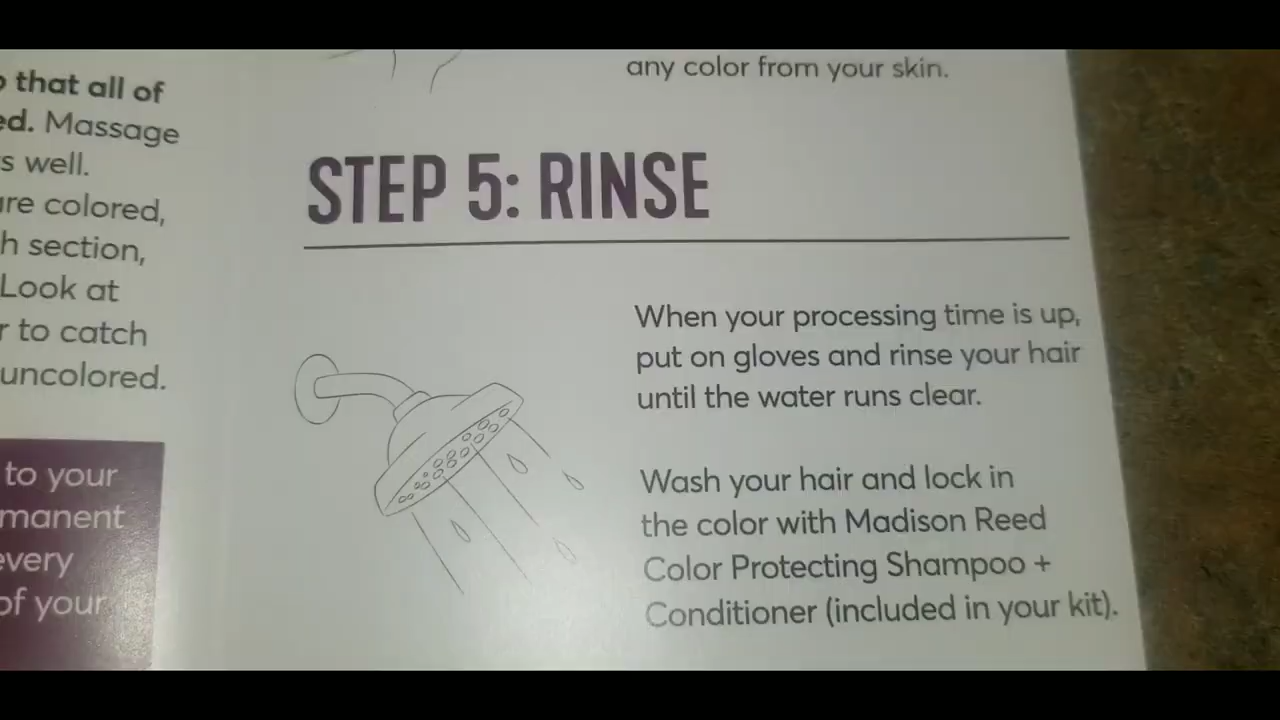 that all of
ed. Massage
s well.
are colored,
h section,
Look at
r to catch
uncolored.
to your
manent
every
of your
any color from your skin.
STEP 5: RINSE
When your processing time is up,
put on gloves and rinse your hair
until the water runs clear.
Wash your hair and lock in
the color with Madison Reed
Color Protecting Shampoo +
Conditioner (included in your kit).